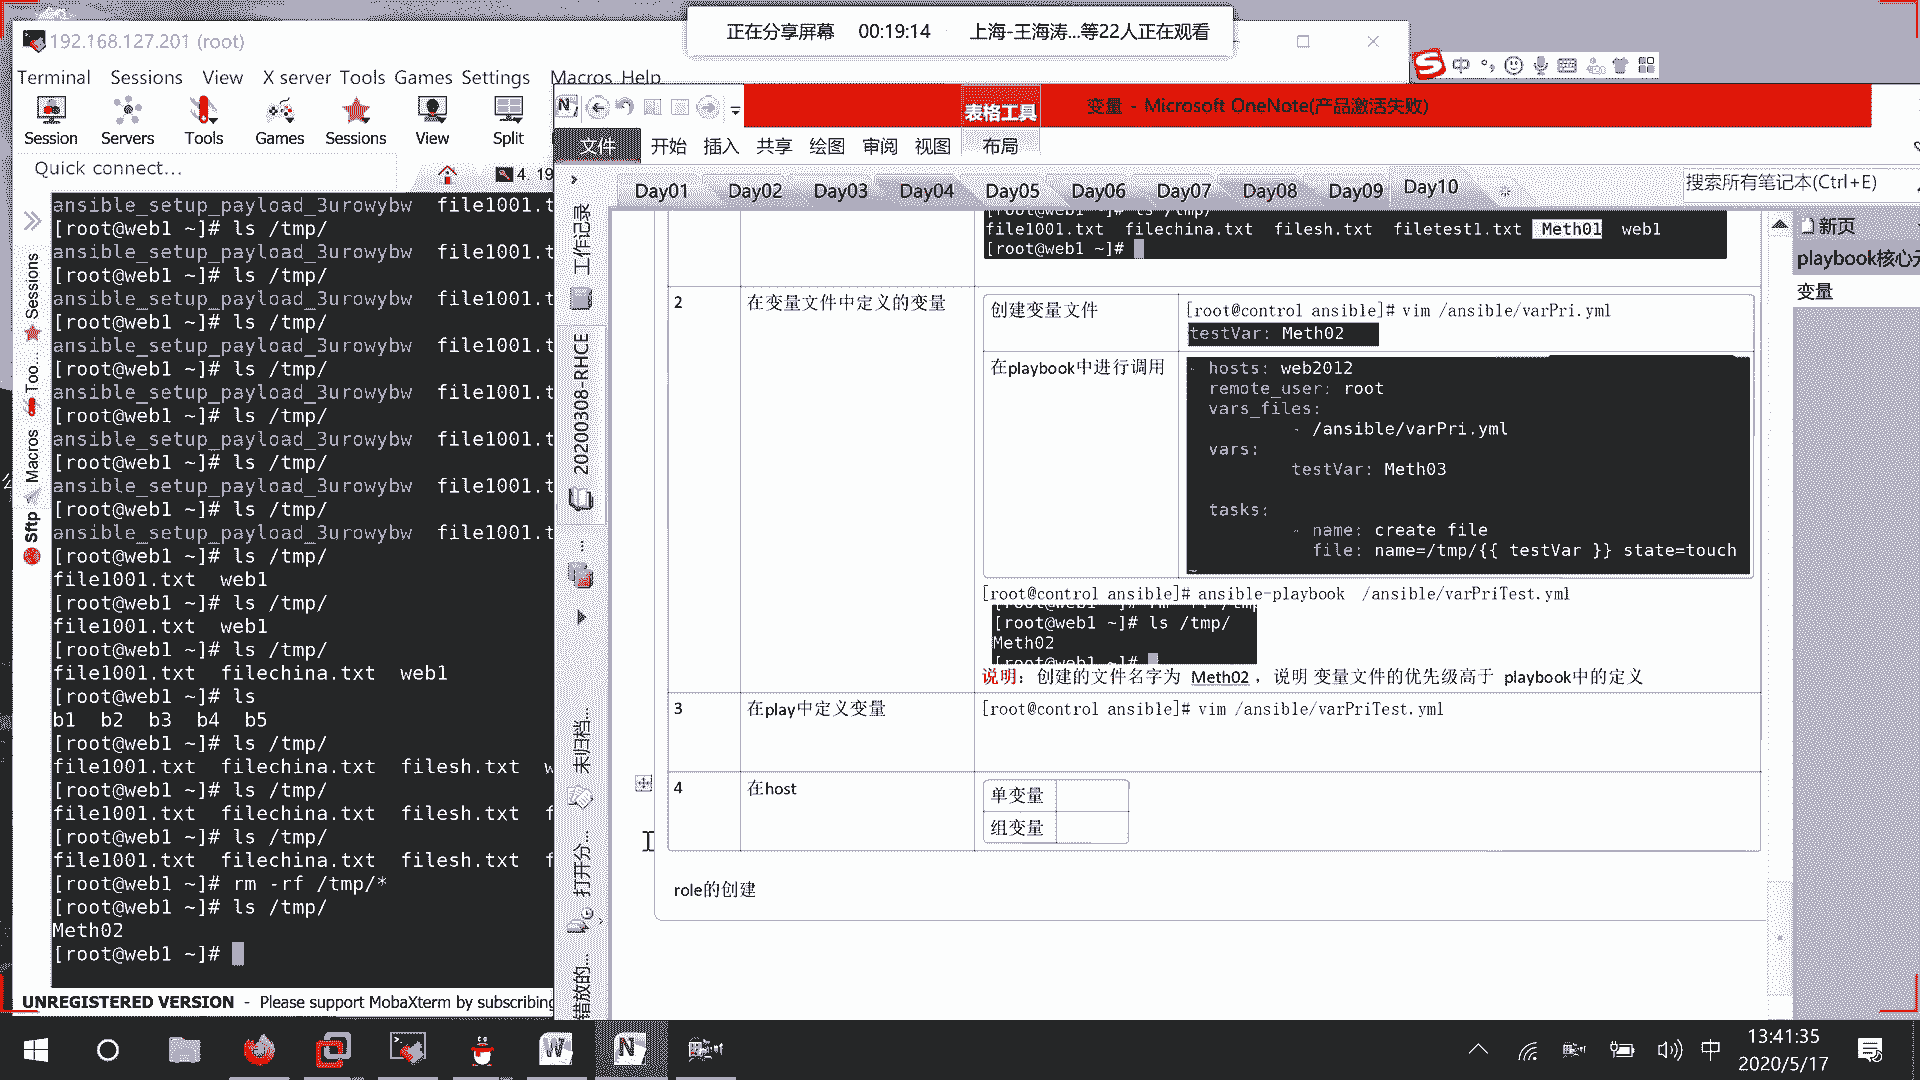 正在分享屏幕 00:19:14 上海-王海涛...等22人正在观看
192.168.127.201 (root)
Terminal Sessions View X server Tools Games Settings Macros Help
Session Servers Tools Games Sessions View Split
Quick connect...
4. 19
Sessions
Too...
Macros
Sftp
ansible_setup_payload_3urowybw file1001.t
[root@web1 ~]# ls /tmp/
ansible_setup_payload_3urowybw file1001.t
[root@web1 ~]# ls /tmp/
ansible_setup_payload_3urowybw file1001.t
[root@web1 ~]# ls /tmp/
ansible_setup_payload_3urowybw file1001.t
[root@web1 ~]# ls /tmp/
ansible_setup_payload_3urowybw file1001.t
[root@web1 ~]# ls /tmp/
ansible_setup_payload_3urowybw file1001.t
[root@web1 ~]# ls /tmp/
ansible_setup_payload_3urowybw file1001.t
[root@web1 ~]# ls /tmp/
ansible_setup_payload_3urowybw file1001.t
[root@web1 ~]# ls /tmp/
file1001.txt web1
[root@web1 ~]# ls /tmp/
file1001.txt web1
[root@web1 ~]# ls /tmp/
file1001.txt filechina.txt web1
[root@web1 ~]# ls
b1 b2 b3 b4 b5
[root@web1 ~]# ls /tmp/
file1001.txt filechina.txt filesh.txt w
[root@web1 ~]# ls /tmp/
file1001.txt filechina.txt filesh.txt f
[root@web1 ~]# ls /tmp/
file1001.txt filechina.txt filesh.txt f
[root@web1 ~]# rm -rf /tmp/*
[root@web1 ~]# ls /tmp/
Meth02
[root@web1 ~]#
UNREGISTERED VERSION - Please support MobaXterm by subscribing
表格工具
变量 - Microsoft OneNote(产品激活失败)
文件 开始 插入 共享 绘图 审阅 视图 布局
Day01 Day02 Day03 Day04 Day05 Day06 Day07 Day08 Day09 Day10
搜索所有笔记本(Ctrl+E)
工作记录
20200308-RHCE
未归档...
打开分...
错放的...
新页
playbook核心元
变量
[root@web1 ~]# ls /tmp/
file1001.txt filechina.txt filesh.txt filetest1.txt Meth01 web1
[root@web1 ~]#
2 在变量文件中定义的变量
创建变量文件 [root@control ansible]# vim /ansible/varPri.yml
testVar: Meth02
在playbook中进行调用
- hosts: web2012
remote_user: root
vars_files:
- /ansible/varPri.yml
vars:
testVar: Meth03
tasks:
- name: create file
file: name=/tmp/{{ testVar }} state=touch
~
[root@control ansible]# ansible-playbook /ansible/varPriTest.yml
[root@web1 ~]# ls /tmp/
Meth02
[root@web1 ~]#
说明：创建的文件名字为 Meth02 ，说明 变量文件的优先级高于 playbook中的定义
3 在play中定义变量 [root@control ansible]# vim /ansible/varPriTest.yml
4 在host
单变量
组变量
role的创建
中
13:41:35
2020/5/17